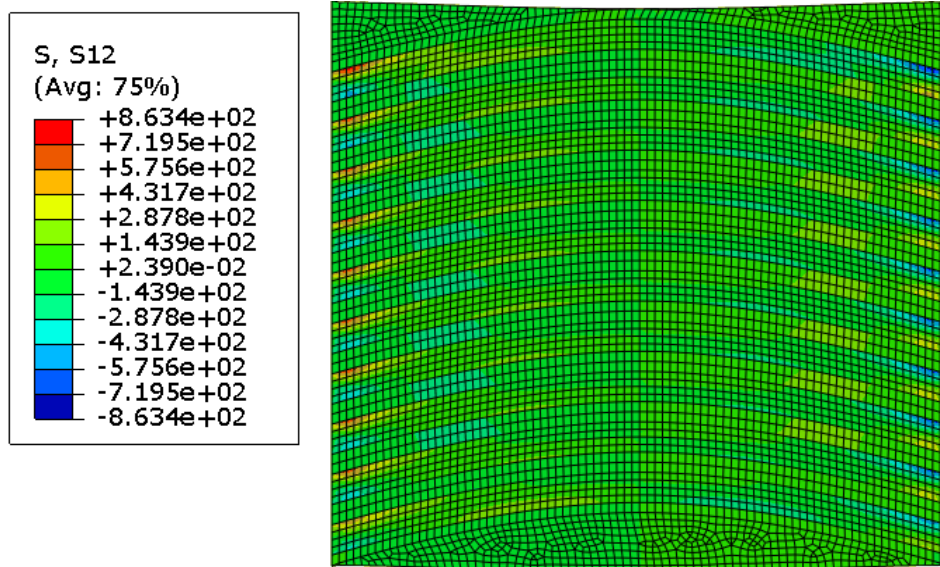 S, S12
(Avg: 75%)
+8.634e+02
+7.195e+02
+5.756e+02
+4.317e+02
+2.878e+02
+1.439e+02
+2.390e-02
-1.439e+02
-2.878e+02
-4.317e+02
-5.756e+02
-7.195e+02
-8.634e+02